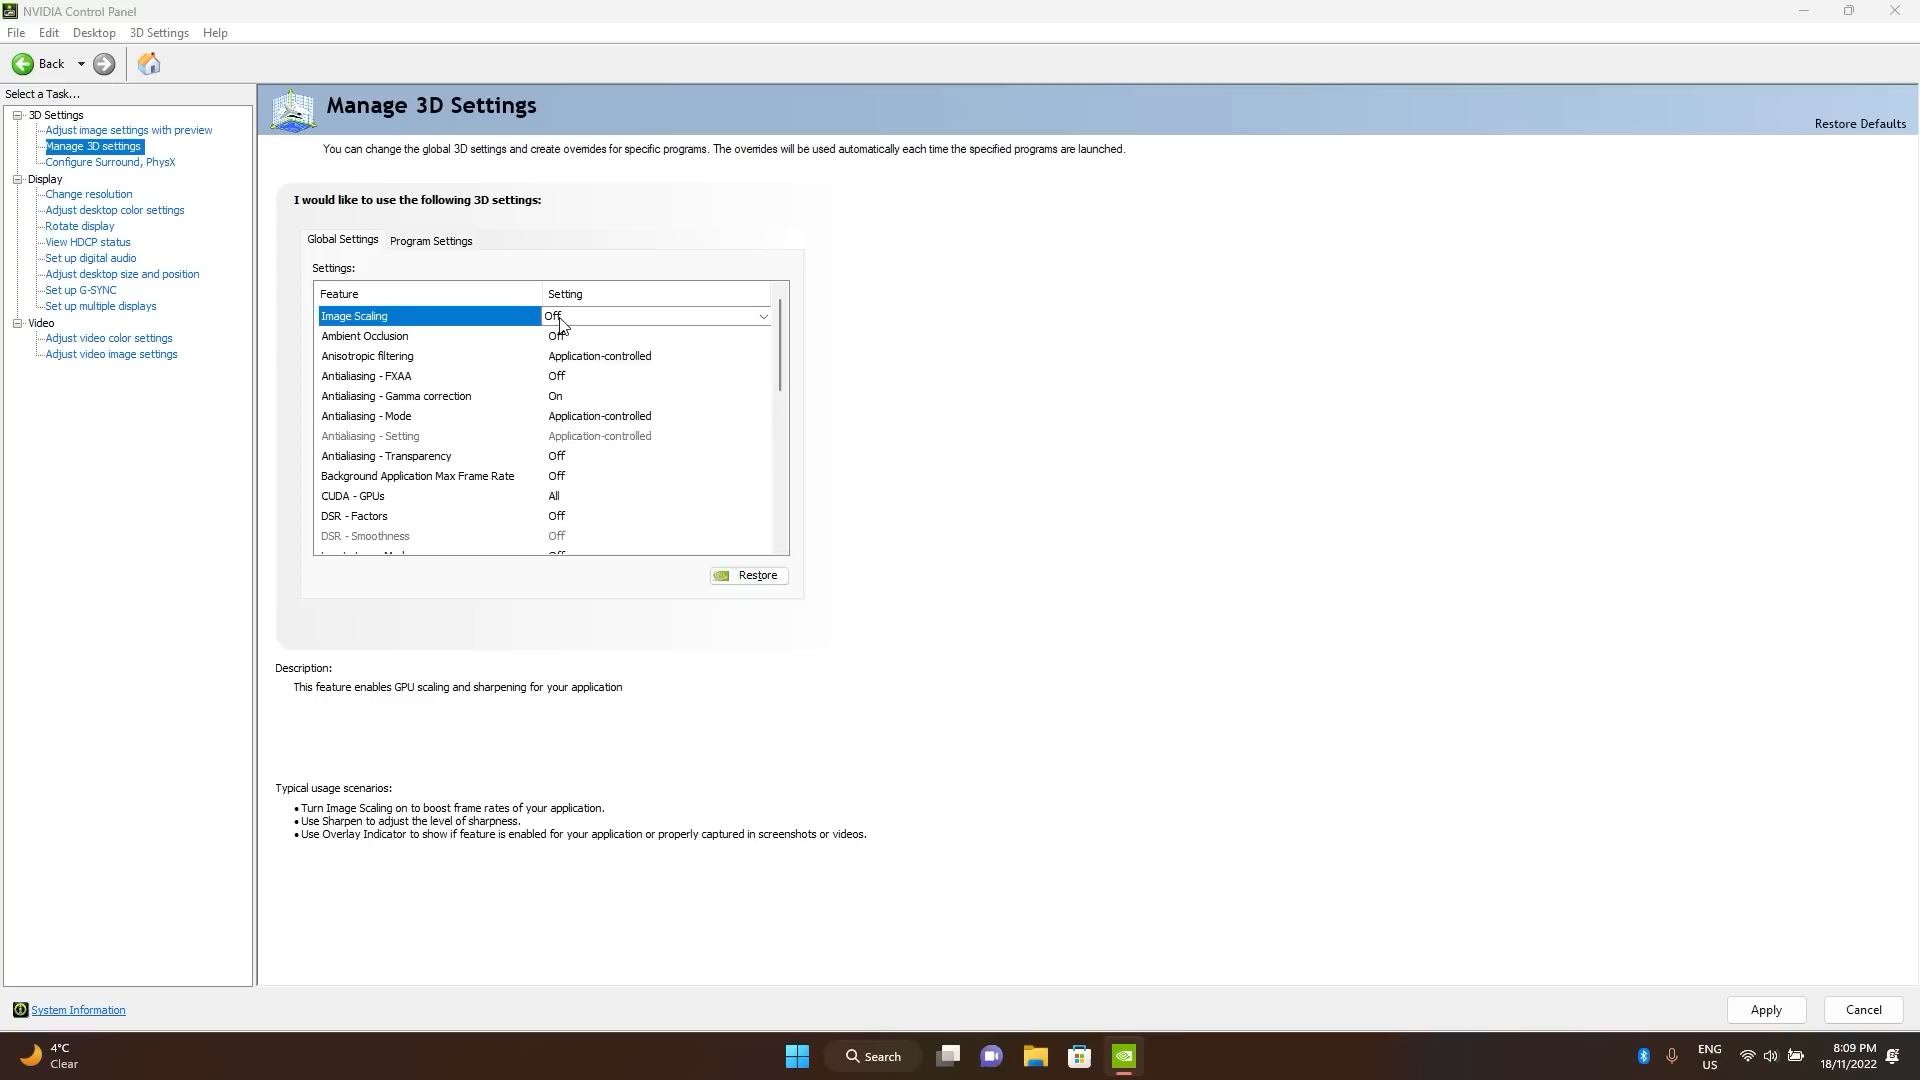 NVIDIA Control Panel
File Edit Desktop 3D Settings Help
Back
Select a Task...
3D Settings
Adjust image settings with preview
Manage 3D settings
Configure Surround, PhysX
Display
Change resolution
Adjust desktop color settings
Rotate display
View HDCP status
Set up digital audio
Adjust desktop size and position
Set up G-SYNC
Set up multiple displays
Video
Adjust video color settings
Adjust video image settings
Manage 3D Settings
Restore Defaults
You can change the global 3D settings and create overrides for specific programs. The overrides will be used automatically each time the specified programs are launched.
I would like to use the following 3D settings:
Global Settings Program Settings
Settings:
Feature Setting
Image Scaling Off
Ambient Occlusion Off
Anisotropic filtering Application-controlled
Antialiasing - FXAA Off
Antialiasing - Gamma correction On
Antialiasing - Mode Application-controlled
Antialiasing - Setting Application-controlled
Antialiasing - Transparency Off
Background Application Max Frame Rate Off
CUDA - GPUs All
DSR - Factors Off
DSR - Smoothness Off
Restore
Description:
This feature enables GPU scaling and sharpening for your application
Typical usage scenarios:
• Turn Image Scaling on to boost frame rates of your application.
• Use Sharpen to adjust the level of sharpness.
• Use Overlay Indicator to show if feature is enabled for your application or properly captured in screenshots or videos.
System Information
Apply Cancel
4°C
Clear
Search
ENG
US
8:09 PM
18/11/2022